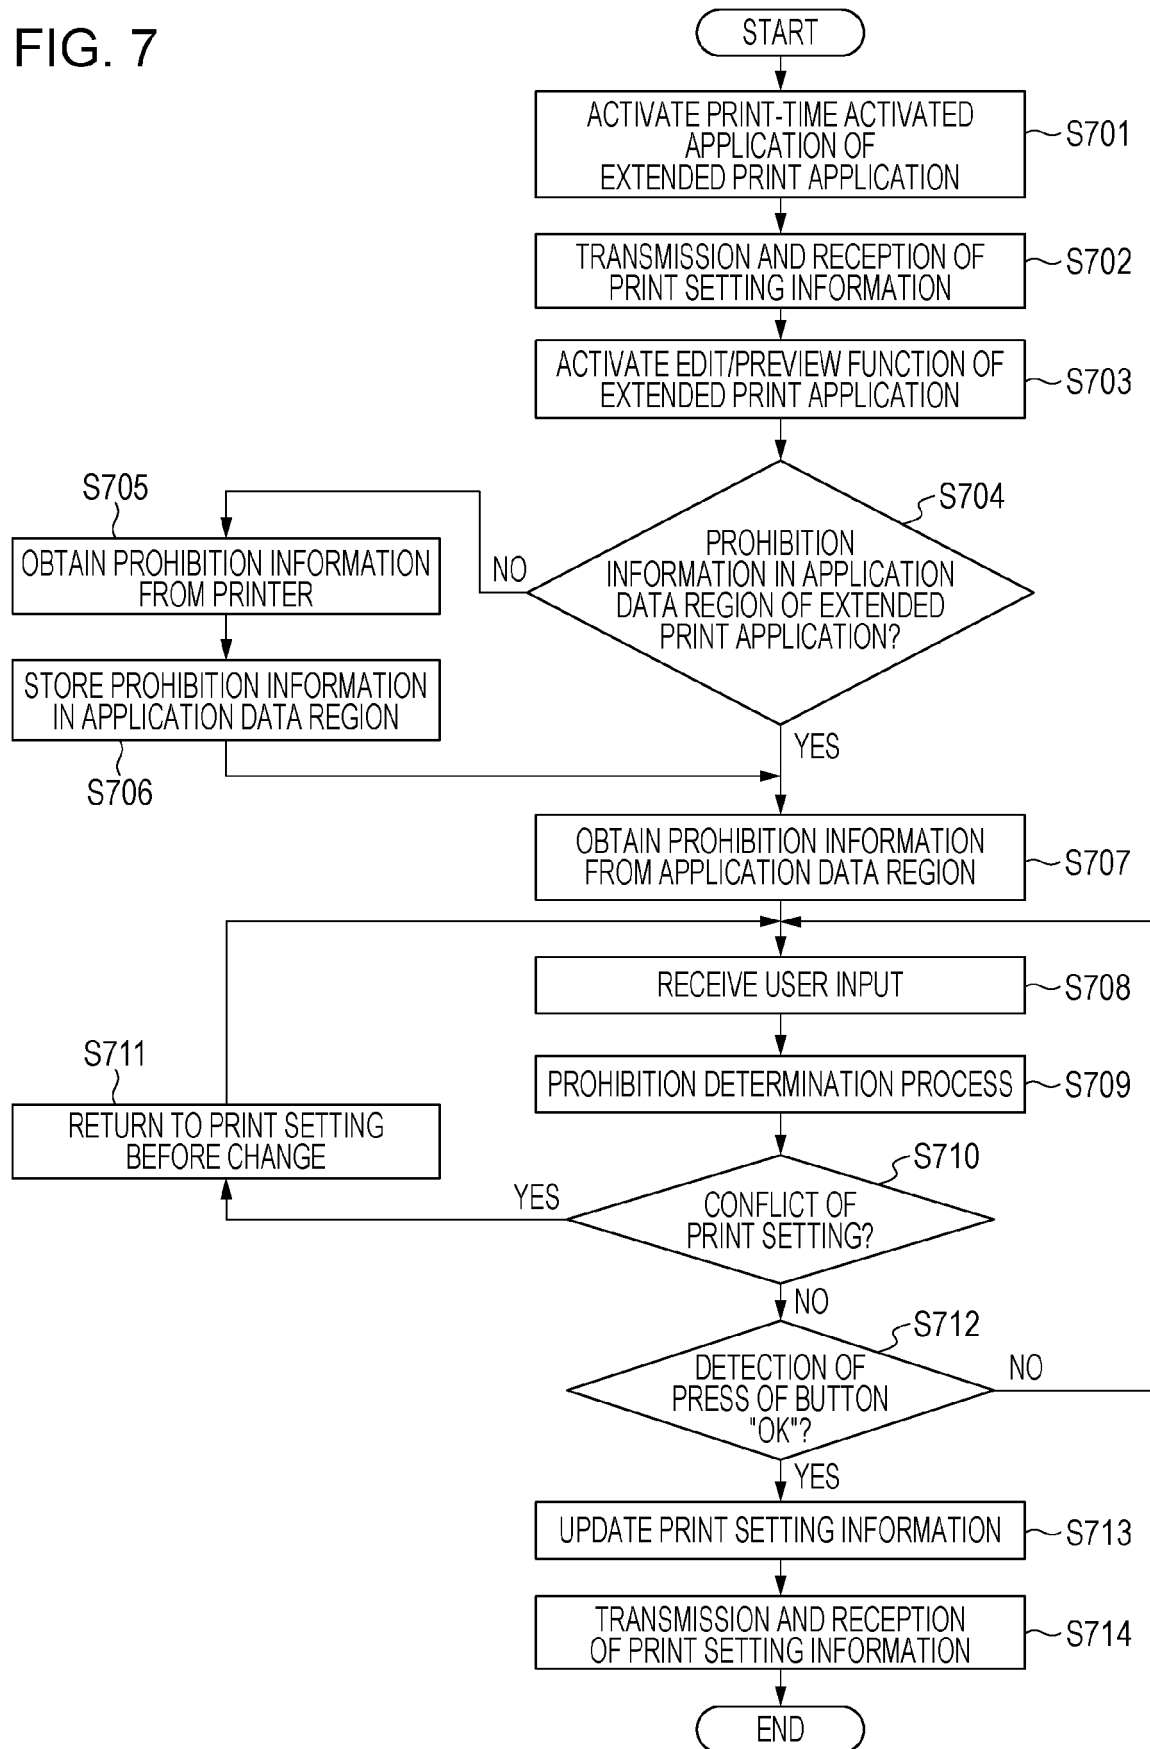 FIG. 7
START
ACTIVATE PRINT-TIME ACTIVATED
APPLICATION OF
EXTENDED PRINT APPLICATION
S701
TRANSMISSION AND RECEPTION OF
PRINT SETTING INFORMATION
S702
ACTIVATE EDIT/PREVIEW FUNCTION OF
EXTENDED PRINT APPLICATION
S703
S704
PROHIBITION
INFORMATION IN APPLICATION
DATA REGION OF EXTENDED
PRINT APPLICATION?
NO
S705
OBTAIN PROHIBITION INFORMATION
FROM PRINTER
STORE PROHIBITION INFORMATION
IN APPLICATION DATA REGION
S706
YES
OBTAIN PROHIBITION INFORMATION
FROM APPLICATION DATA REGION
S707
RECEIVE USER INPUT
S708
PROHIBITION DETERMINATION PROCESS
S709
S711
RETURN TO PRINT SETTING
BEFORE CHANGE
S710
YES
CONFLICT OF
PRINT SETTING?
NO
S712
DETECTION OF
PRESS OF BUTTON
"OK"?
NO
YES
UPDATE PRINT SETTING INFORMATION
S713
TRANSMISSION AND RECEPTION
OF PRINT SETTING INFORMATION
S714
END